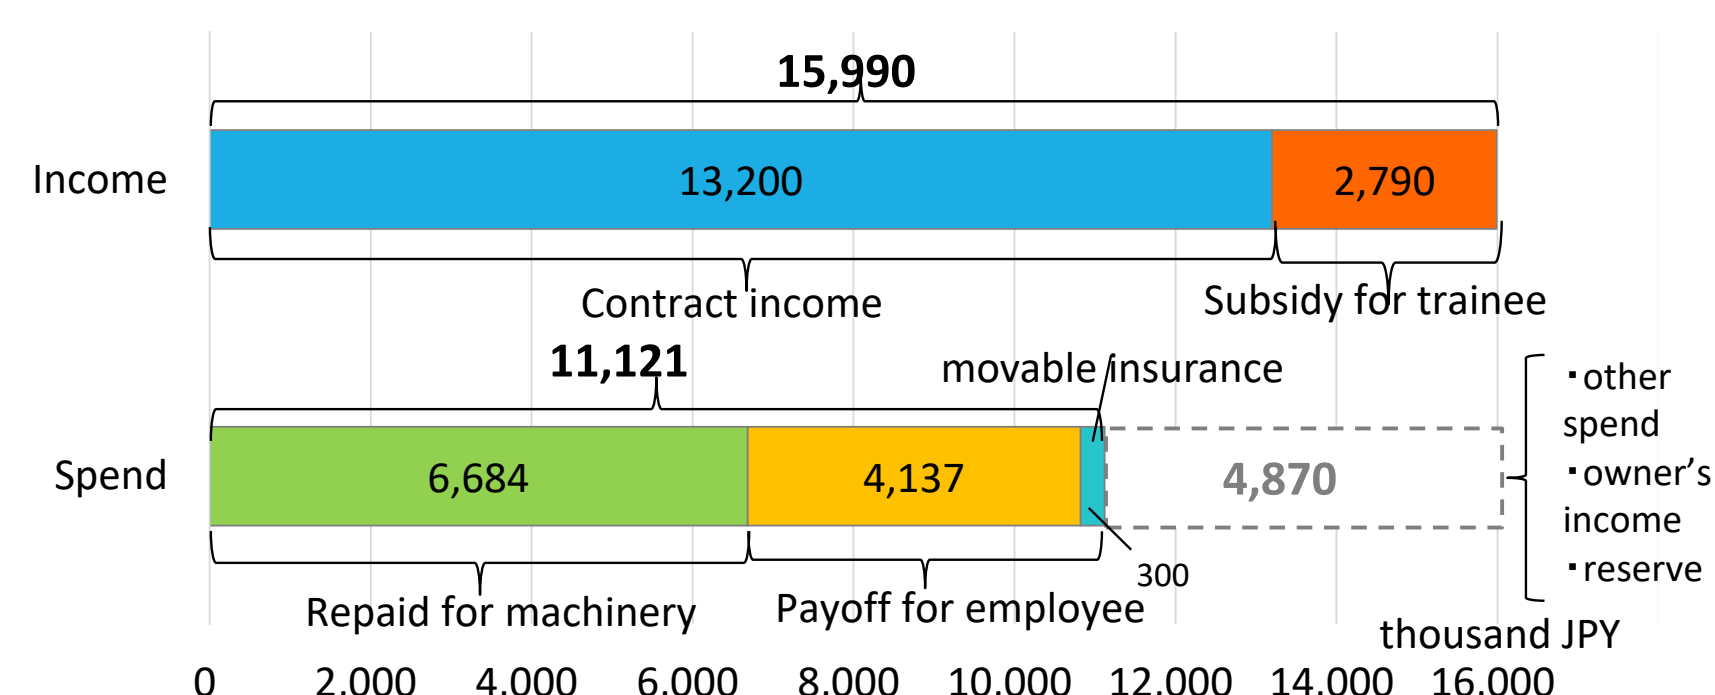 15,990
Income
13,200
2,790
Contract income
Subsidy for trainee
11,121
movable insurance
Spend
6,684
4,137
4,870
300
Repaid for machinery
Payoff for employee
・other
spend
・owner's
income
・reserve
thousand JPY
0 2,000 4,000 6,000 8,000 10,000 12,000 14,000 16,000